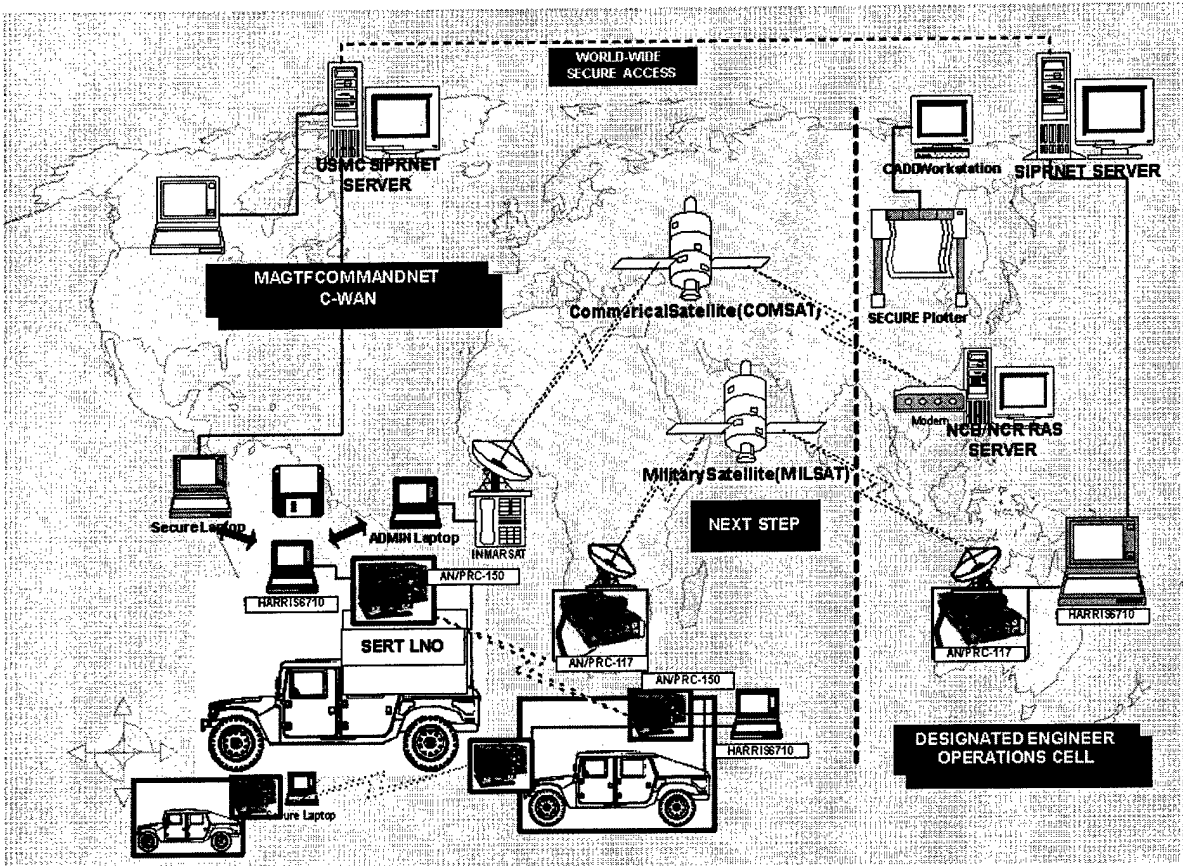 WORLD-WIDE
SECURE ACCESS
USMC SIPRNET
SERVER
CADDWorkstation
SIPRNET SERVER
MAGTFCOMMANDNET
C-WAN
CommericalSatellite(COMSAT)
SECURE Plotter
Modem
NCB/NCR RAS
SERVER
MilitarySatellite(MILSAT)
NEXT STEP
Secure Laptop
ADMIN Laptop
INMARSAT
AN/PRC-150
HARRIS6710
HARRIS6710
SERT LNO
AN/PRC-117
AN/PRC-117
AN/PRC-150
HARRIS6710
DESIGNATED ENGINEER
OPERATIONS CELL
Secure Laptop